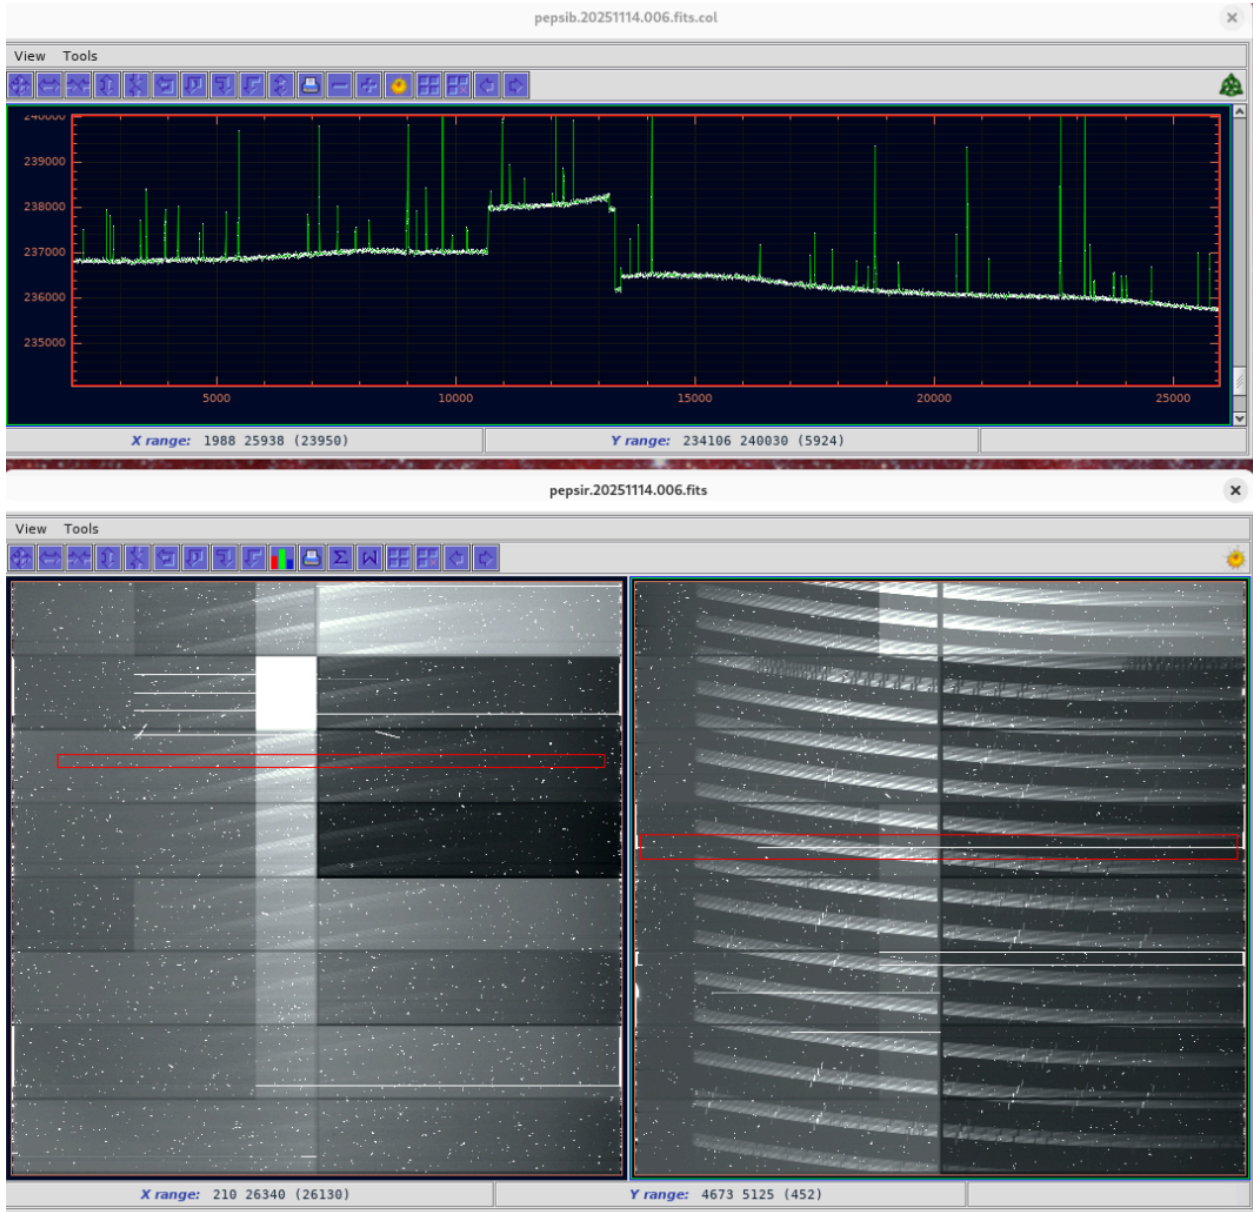 pepsib.20251114.006.fits.col
View Tools
240000
239000
238000
237000
236000
235000
5000 10000 15000 20000 25000
X range: 1988 25938 (23950) Y range: 234106 240030 (5924)
pepsir.20251114.006.fits
View Tools
Σ
X range: 210 26340 (26130) Y range: 4673 5125 (452)